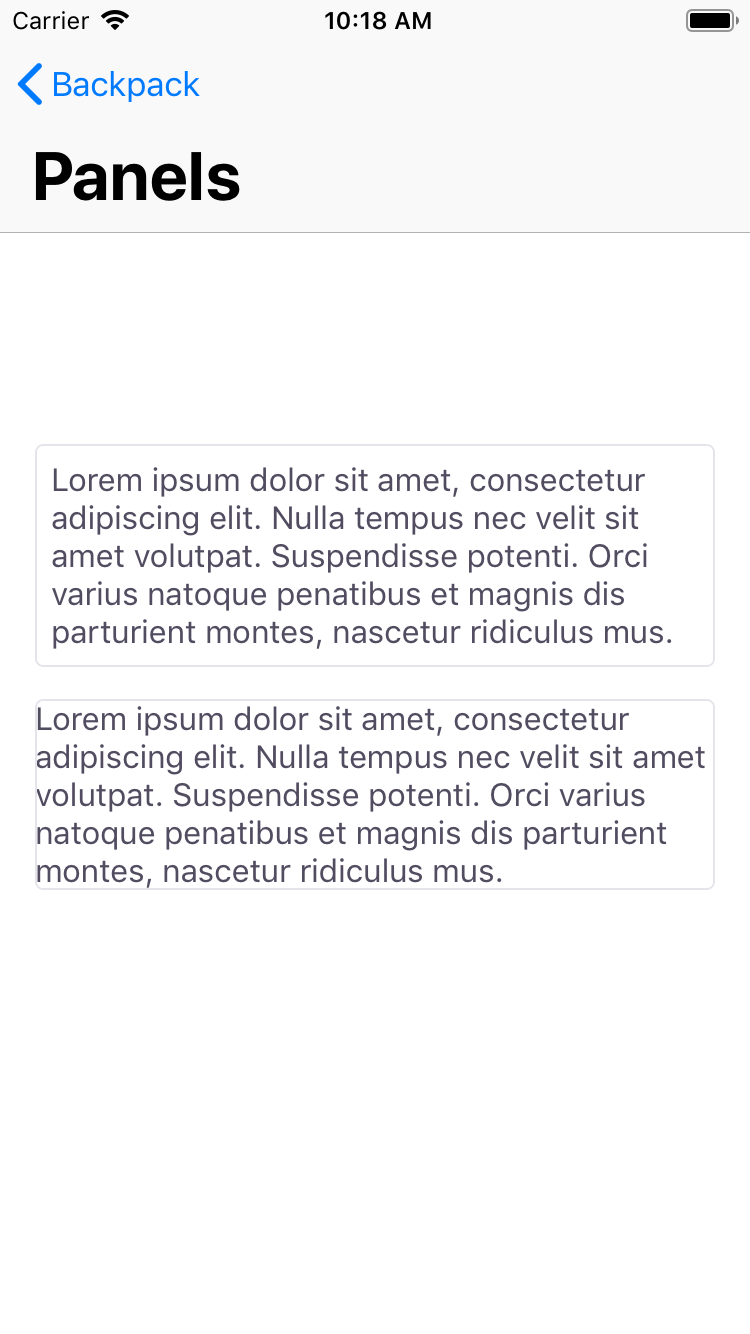 Carrier 10:18 AM
Backpack
Panels
Lorem ipsum dolor sit amet, consectetur
adipiscing elit. Nulla tempus nec velit sit
amet volutpat. Suspendisse potenti. Orci
varius natoque penatibus et magnis dis
parturient montes, nascetur ridiculus mus.
Lorem ipsum dolor sit amet, consectetur
adipiscing elit. Nulla tempus nec velit sit amet
volutpat. Suspendisse potenti. Orci varius
natoque penatibus et magnis dis parturient
montes, nascetur ridiculus mus.